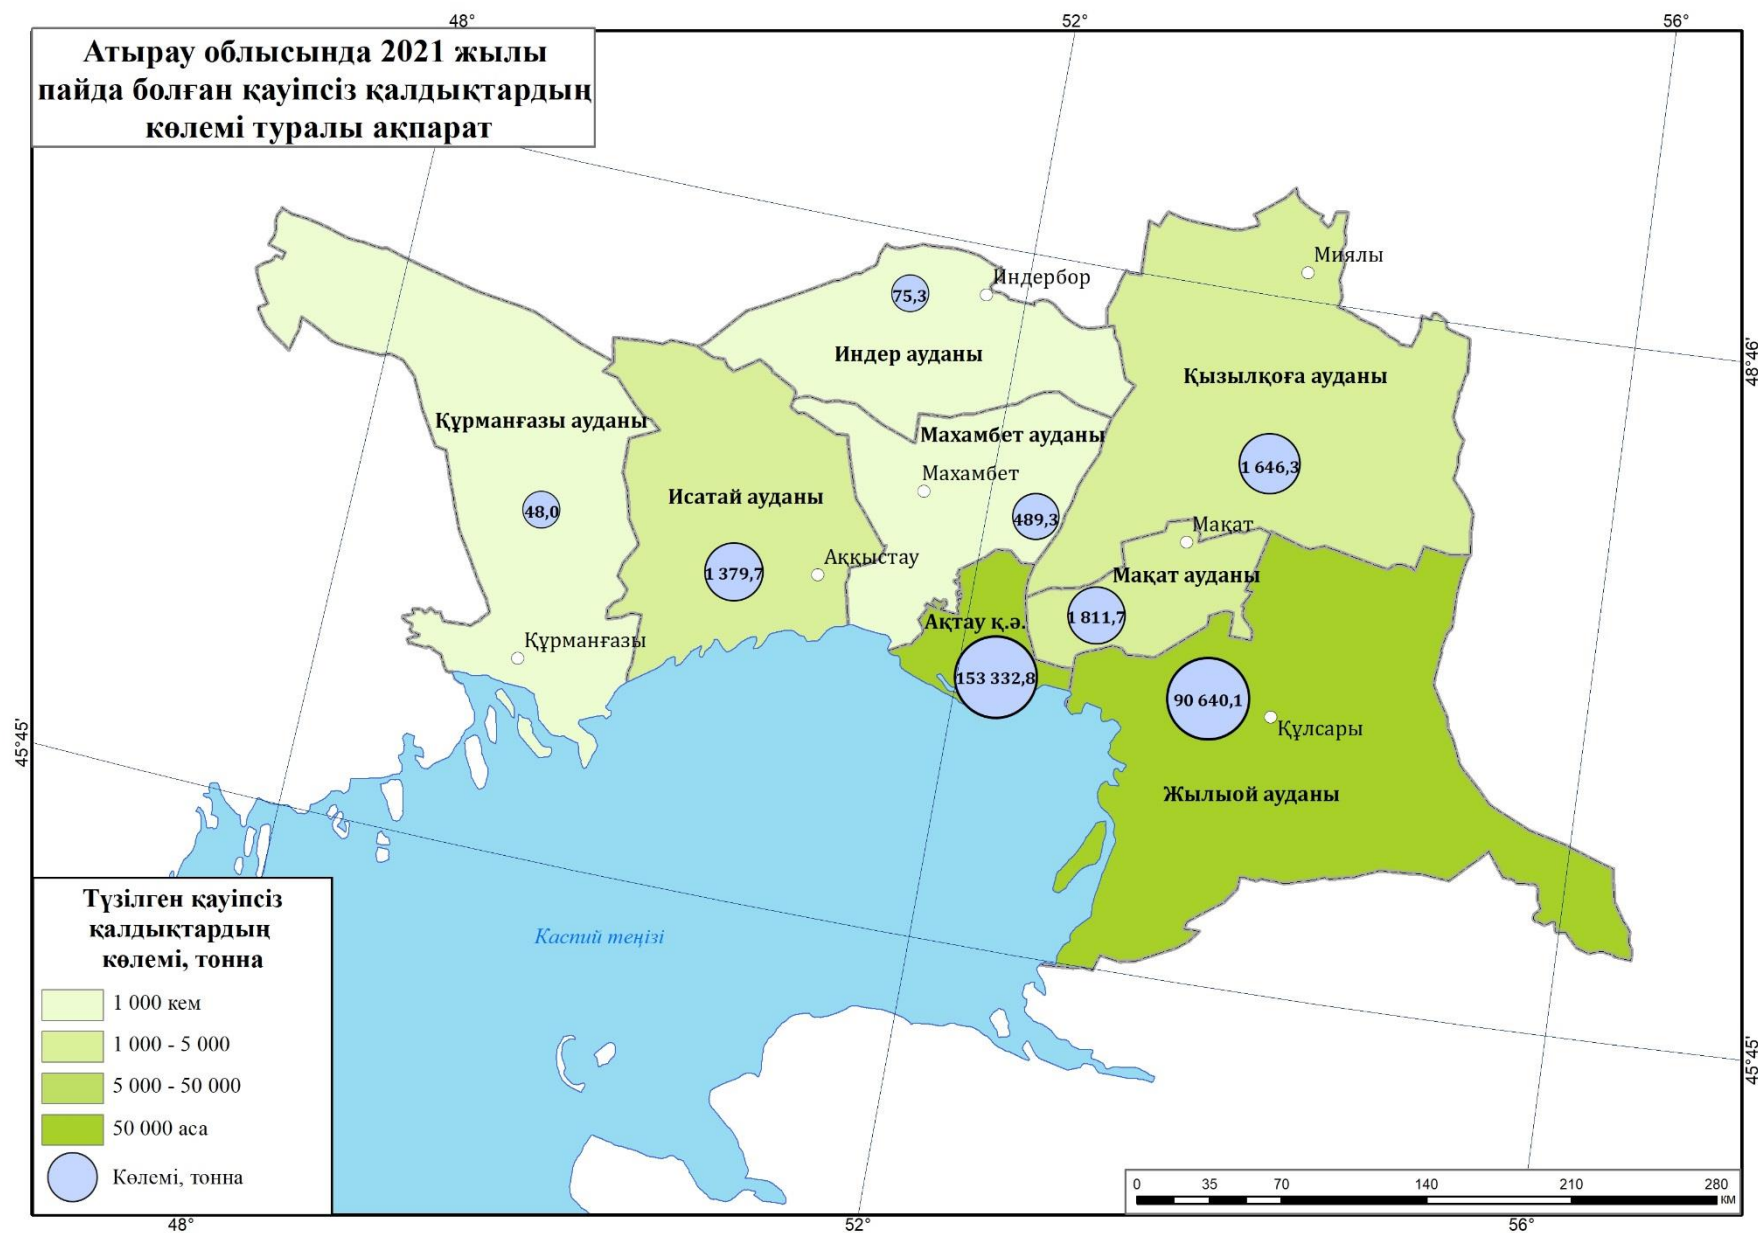 48°
52°
56°
Атырау облысында 2021 жылы
пайда болған қауіпсіз қалдықтардың
көлемі туралы ақпарат
Миялы
Индербор
75,3
Индер ауданы
48°46'
Қызылқоға ауданы
Құрманғазы ауданы
Махамбет ауданы
1 646,3
Махамбет
Исатай ауданы
48,0
489,3
Мақат
Аққыстау
1 379,7
Мақат ауданы
1 811,7
Ақтау қ.ә.
Құрманғазы
153 332,8
90 640,1
Құлсары
45°45'
Жылыой ауданы
Каспий теңізі
Түзілген қауіпсіз
қалдықтардың
көлемі, тонна
1 000 кем
1 000 - 5 000
5 000 - 50 000
50 000 аса
Көлемі, тонна
45°45'
0 35 70 140 210 280
км
48°
52°
56°